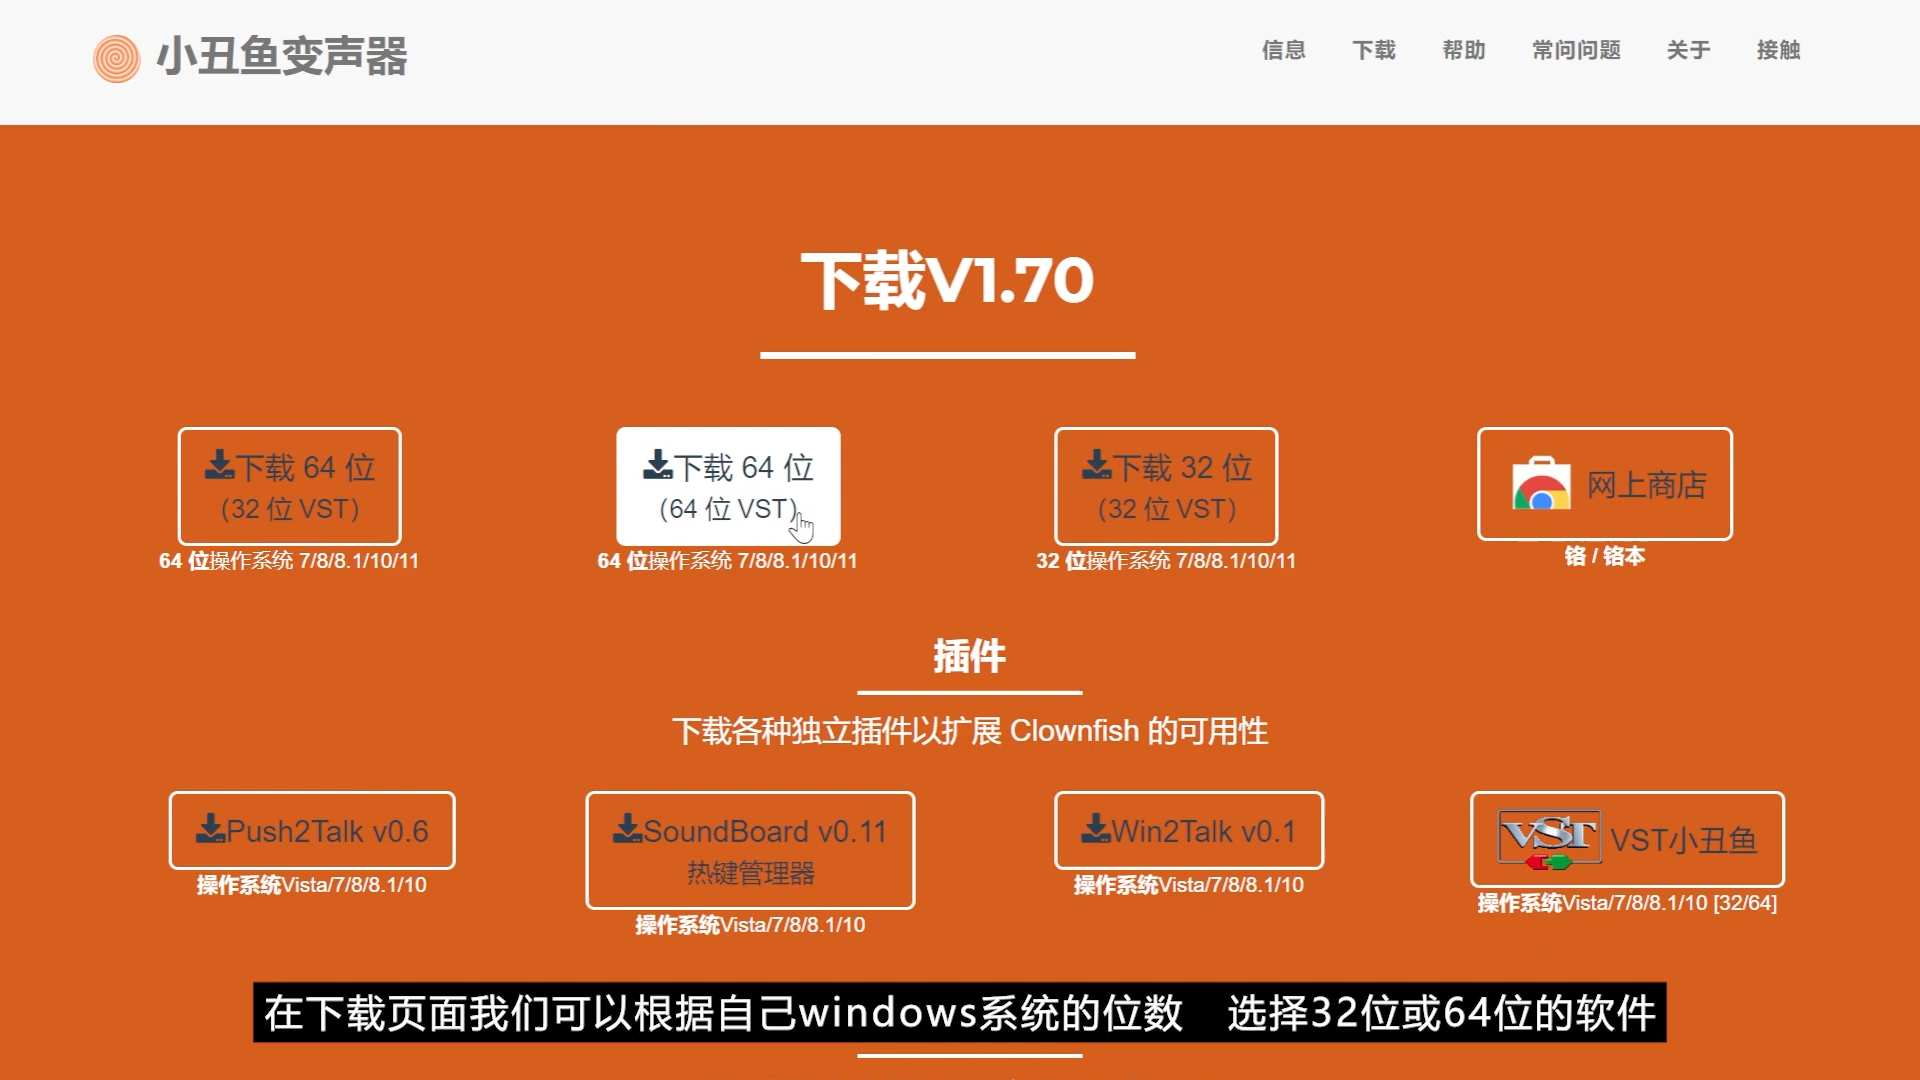 小丑鱼变声器
信息 下载 帮助 常问问题 关于 接触
下载V1.70
下载 64 位
（32 位 VST）
64 位操作系统 7/8/8.1/10/11
下载 64 位
（64 位 VST）
64 位操作系统 7/8/8.1/10/11
下载 32 位
（32 位 VST）
32 位操作系统 7/8/8.1/10/11
网上商店
铬 / 铬本
插件
下载各种独立插件以扩展 Clownfish 的可用性
Push2Talk v0.6
操作系统Vista/7/8/8.1/10
SoundBoard v0.11
热键管理器
操作系统Vista/7/8/8.1/10
Win2Talk v0.1
操作系统Vista/7/8/8.1/10
VST VST小丑鱼
操作系统Vista/7/8/8.1/10 [32/64]
在下载页面我们可以根据自己windows系统的位数 选择32位或64位的软件